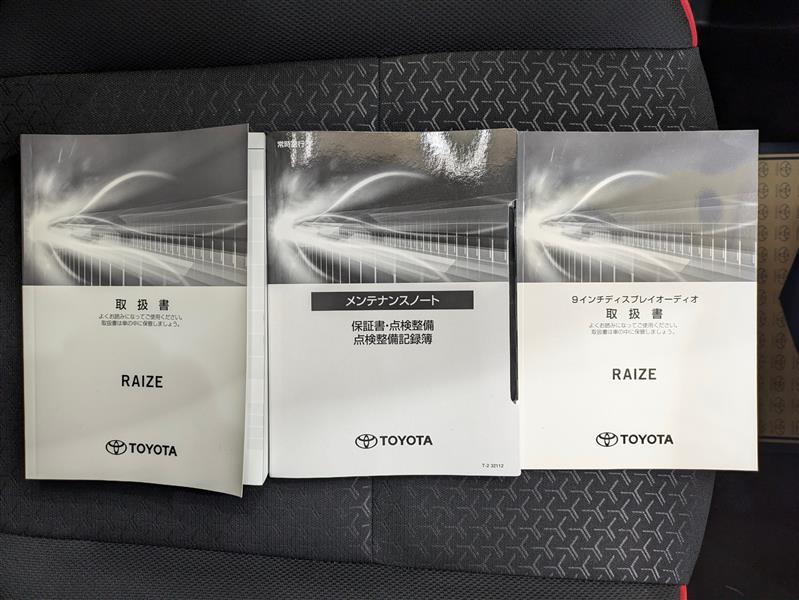 取扱書
よくお読みになってご使用ください。
取扱書は車の中に保管しましょう。
RAIZE
TOYOTA
常時携行
メンテナンスノート
保証書・点検整備
点検整備記録簿
TOYOTA
T-2 32112
9インチディスプレイオーディオ
取扱書
よくお読みになってご使用ください。
取扱書は車の中に保管しましょう。
RAIZE
TOYOTA